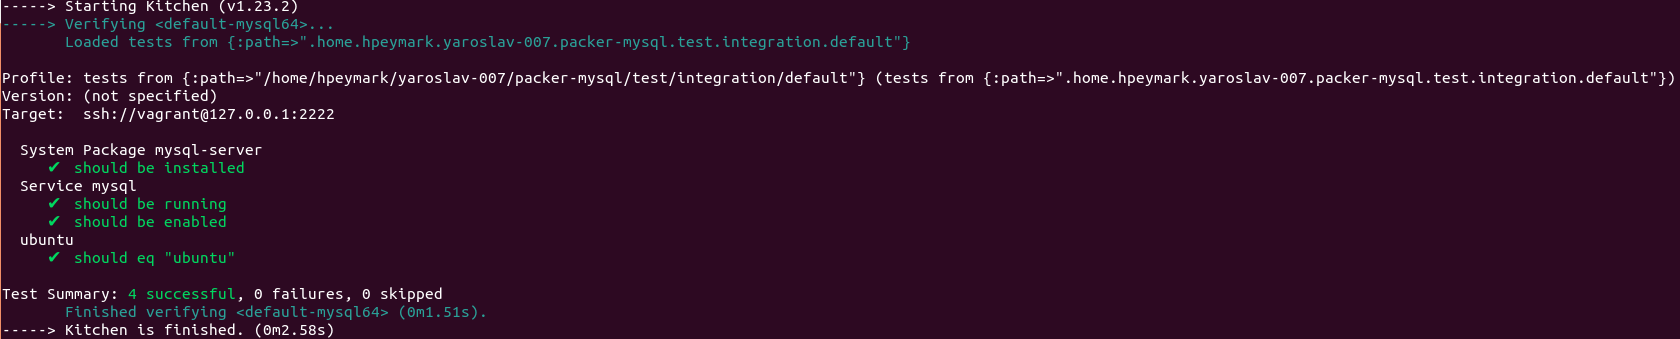 -----> Starting Kitchen (v1.23.2)
-----> Verifying <default-mysql64>...
       Loaded tests from {:path=>".home.hpeymark.yaroslav-007.packer-mysql.test.integration.default"}

Profile: tests from {:path=>"/home/hpeymark/yaroslav-007/packer-mysql/test/integration/default"} (tests from {:path=>".home.hpeymark.yaroslav-007.packer-mysql.test.integration.default"})
Version: (not specified)
Target:  ssh://vagrant@127.0.0.1:2222

  System Package mysql-server
     ✔  should be installed
  Service mysql
     ✔  should be running
     ✔  should be enabled
  ubuntu
     ✔  should eq "ubuntu"

Test Summary: 4 successful, 0 failures, 0 skipped
       Finished verifying <default-mysql64> (0m1.51s).
-----> Kitchen is finished. (0m2.58s)